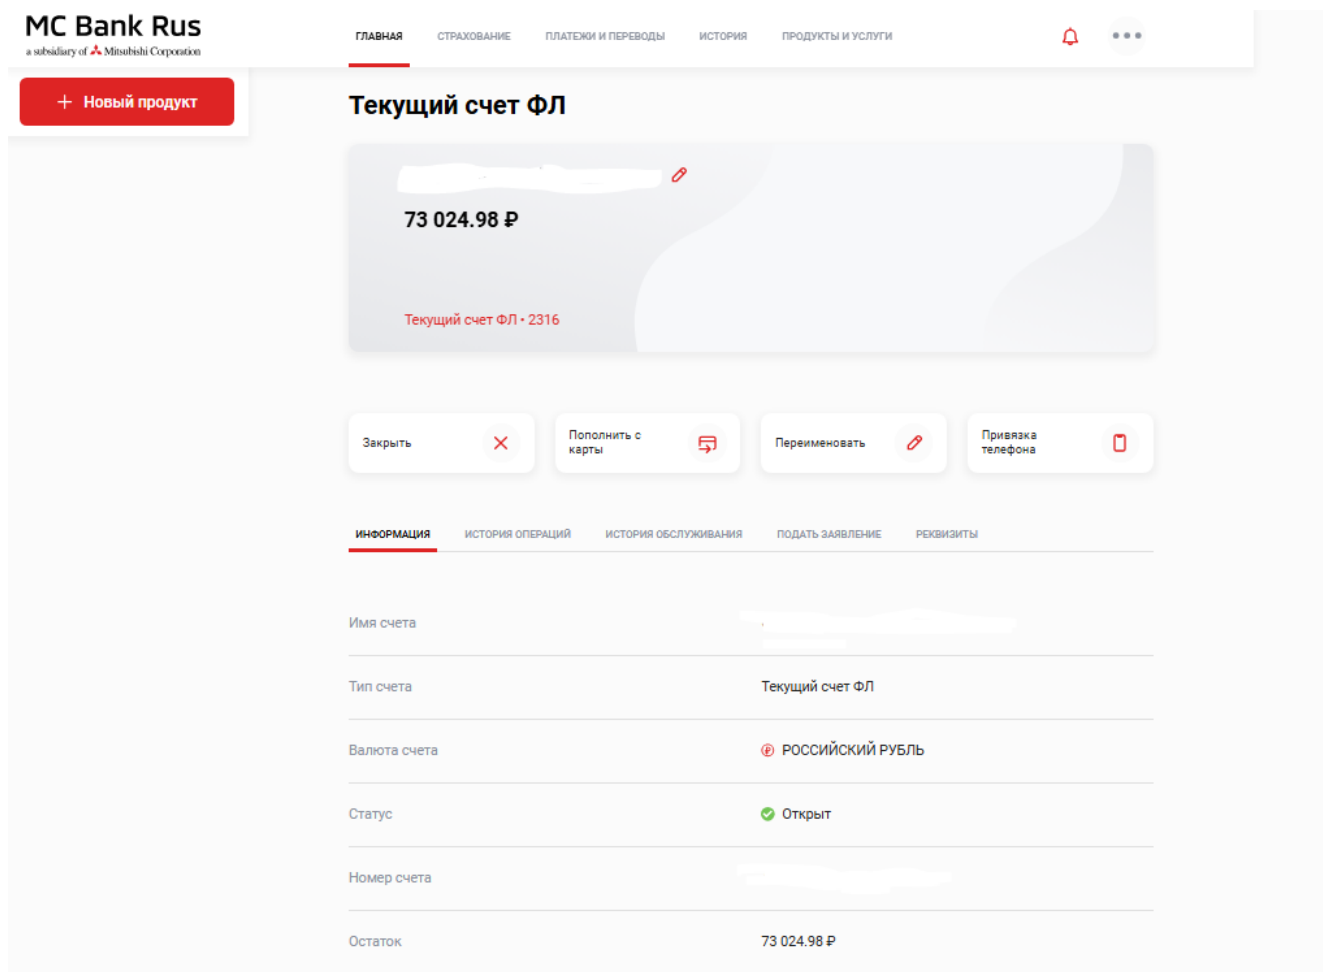 MC Bank Rus
a subsidiary of Mitsubishi Corporation
ГЛАВНАЯ СТРАХОВАНИЕ ПЛАТЕЖИ И ПЕРЕВОДЫ ИСТОРИЯ ПРОДУКТЫ И УСЛУГИ
+ Новый продукт
Текущий счет ФЛ
73 024.98 ₽
Текущий счет ФЛ • 2316
Закрыть
Пополнить с
карты
Переименовать
Привязка
телефона
ИНФОРМАЦИЯ ИСТОРИЯ ОПЕРАЦИЙ ИСТОРИЯ ОБСЛУЖИВАНИЯ ПОДАТЬ ЗАЯВЛЕНИЕ РЕКВИЗИТЫ
Имя счета
Тип счета Текущий счет ФЛ
Валюта счета ₽ РОССИЙСКИЙ РУБЛЬ
Статус Открыт
Номер счета
Остаток 73 024.98 ₽